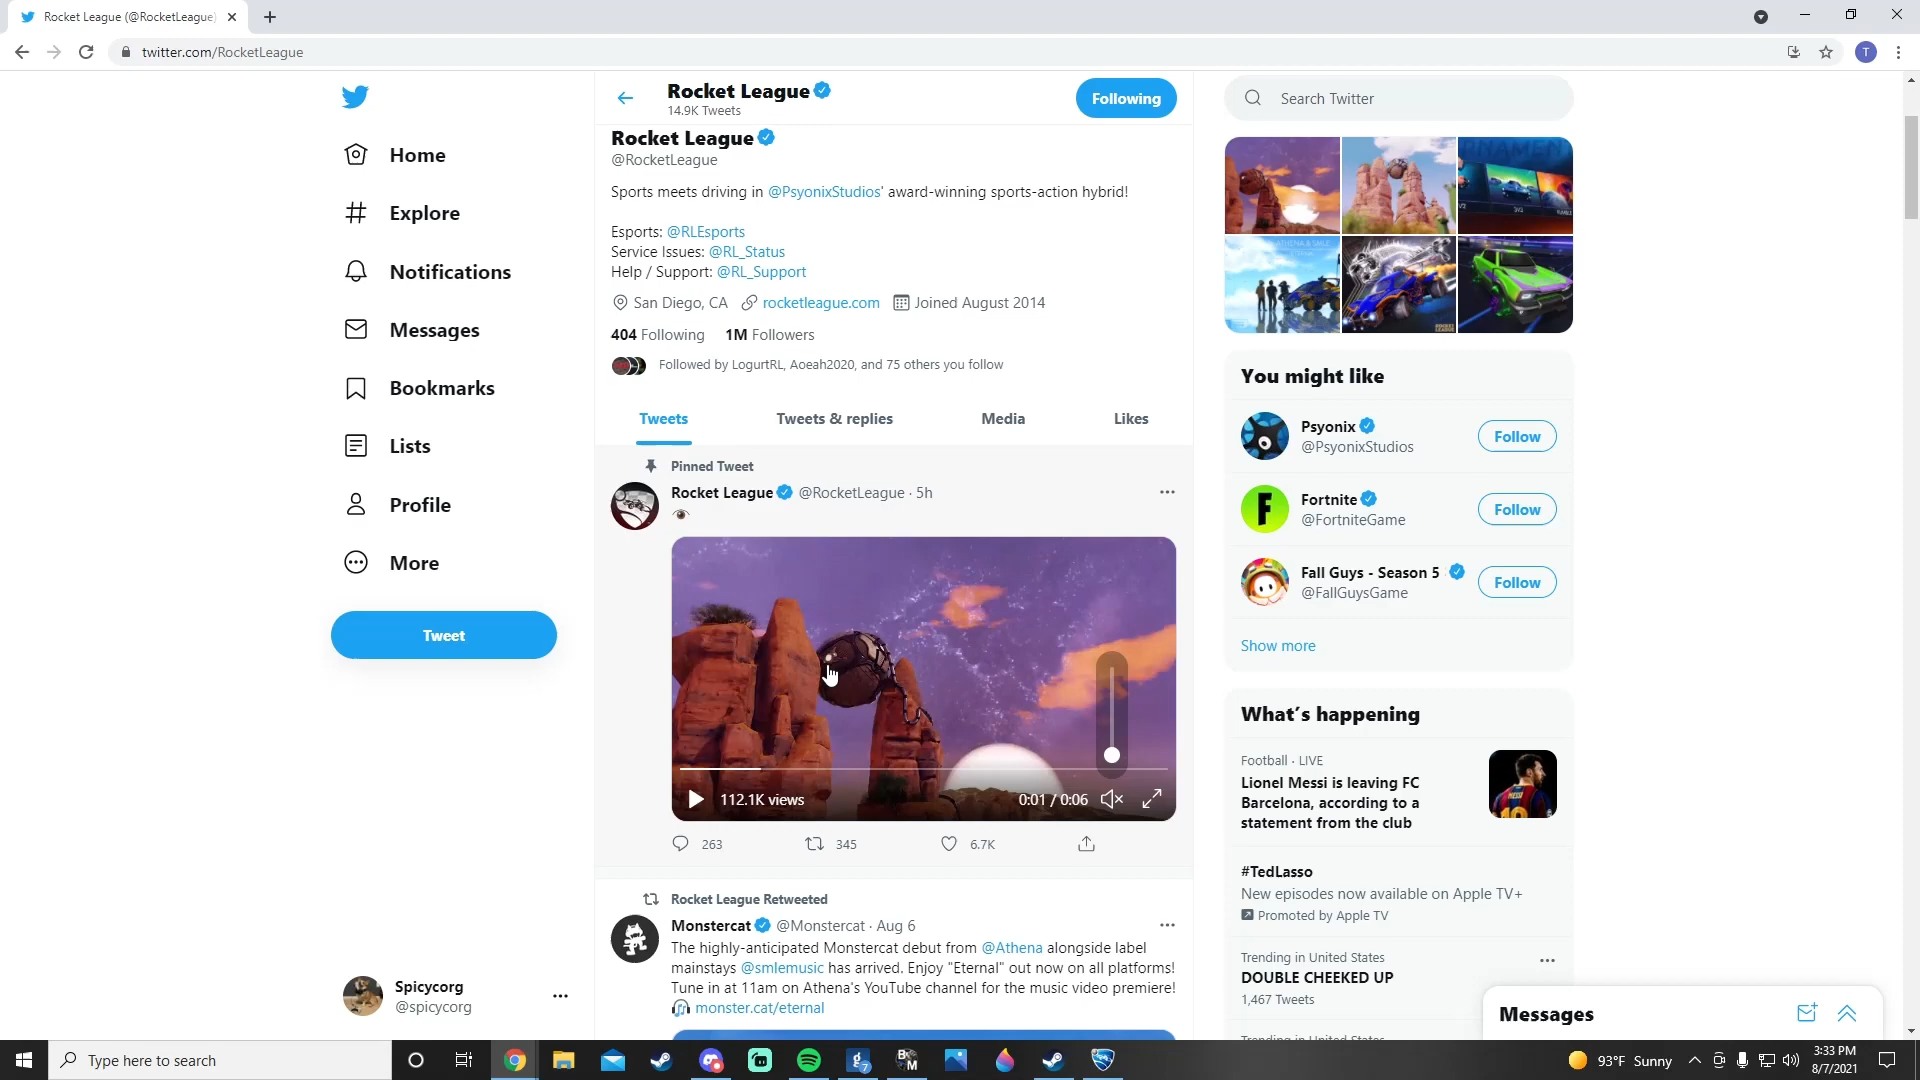 Rocket League (@RocketLeague)
twitter.com/RocketLeague
T
Home
Explore
Notifications
Messages
Bookmarks
Lists
Profile
More
Tweet
Spicycorg
@spicycorg
Rocket League
14.9K Tweets
Following
Rocket League
@RocketLeague
Sports meets driving in @PsyonixStudios' award-winning sports-action hybrid!
Esports: @RLEsports
Service Issues: @RL_Status
Help / Support: @RL_Support
San Diego, CA rocketleague.com Joined August 2014
404 Following 1M Followers
Followed by LogurtRL, Aoeah2020, and 75 others you follow
Tweets Tweets & replies Media Likes
Pinned Tweet
Rocket League @RocketLeague · 5h
112.1K views 0:01 / 0:06
263 345 6.7K
Rocket League Retweeted
Monstercat @Monstercat · Aug 6
The highly-anticipated Monstercat debut from @Athena alongside label
mainstays @smlemusic has arrived. Enjoy "Eternal" out now on all platforms!
Tune in at 11am on Athena's YouTube channel for the music video premiere!
monster.cat/eternal
Search Twitter
You might like
Psyonix
@PsyonixStudios
Follow
Fortnite
@FortniteGame
Follow
Fall Guys - Season 5
@FallGuysGame
Follow
Show more
What's happening
Football · LIVE
Lionel Messi is leaving FC
Barcelona, according to a
statement from the club
#TedLasso
New episodes now available on Apple TV+
Promoted by Apple TV
Trending in United States
DOUBLE CHEEKED UP
1,467 Tweets
Trending in United States
Messages
Type here to search
93°F Sunny
3:33 PM
8/7/2021